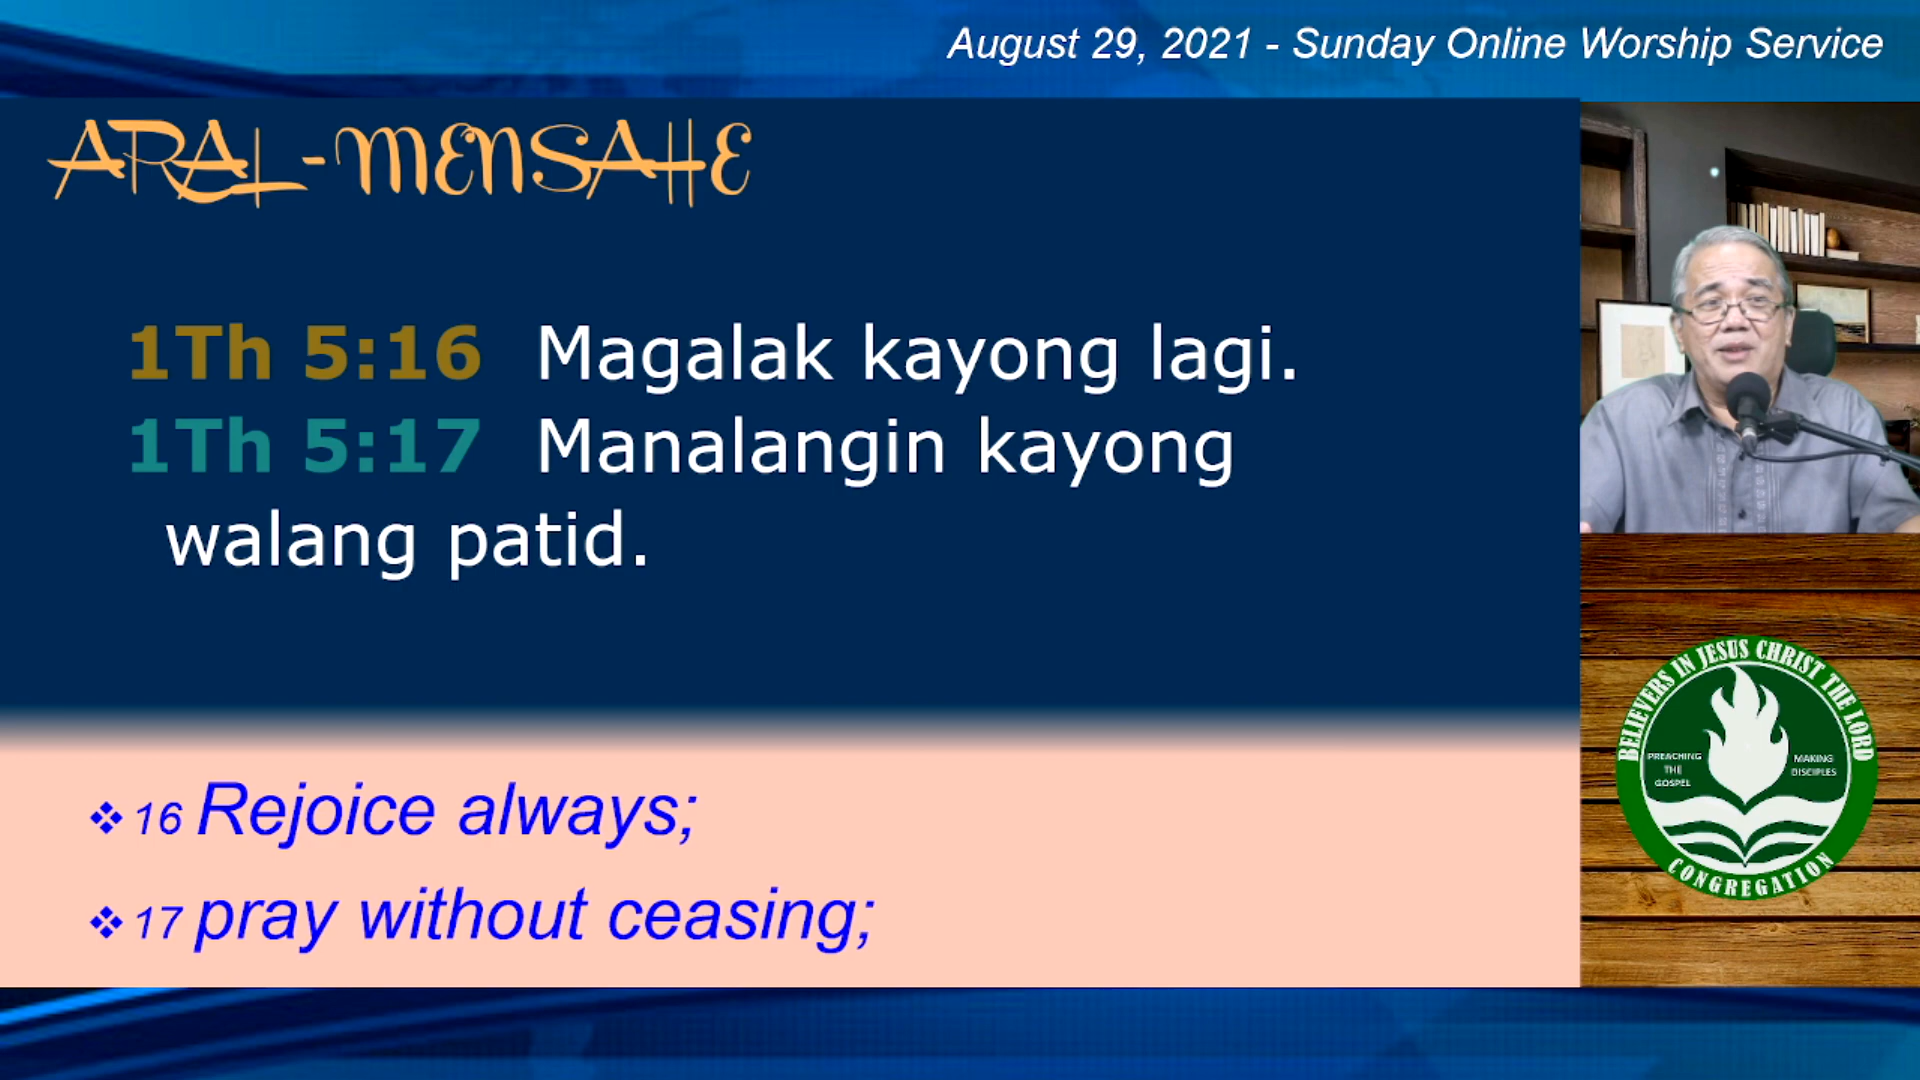 August 29, 2021 - Sunday Online Worship Service
ARAL-MENSAHE
1Th 5:16 Magalak kayong lagi.
1Th 5:17 Manalangin kayong
walang patid.
❖ 16 Rejoice always;
❖ 17 pray without ceasing;
BELIEVERS IN JESUS CHRIST THE LORD
PREACHING
THE
GOSPEL
MAKING
DISCIPLES
CONGREGATION